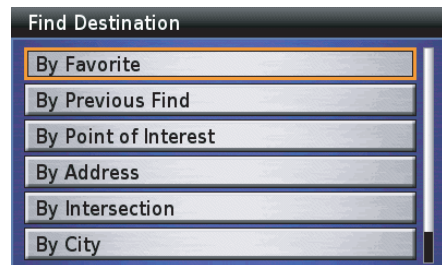 Find Destination
By Favorite
By Previous Find
By Point of Interest
By Address
By Intersection
By City